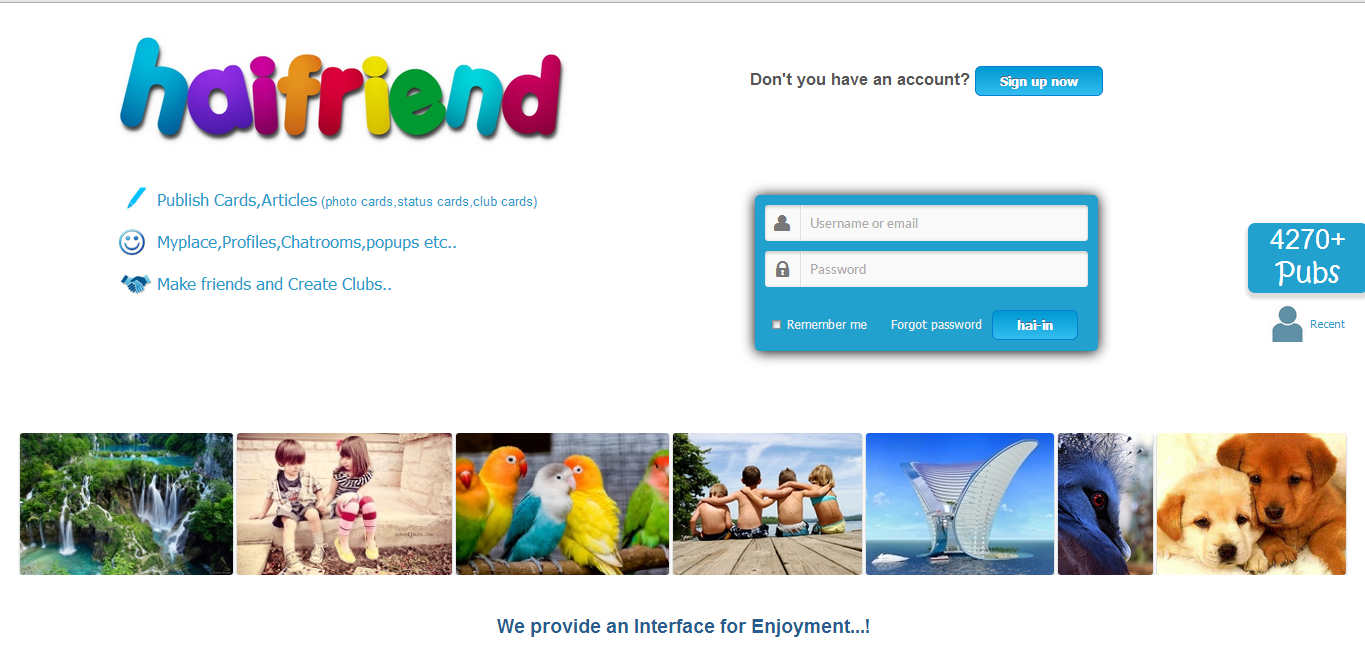 haifriend
Don't you have an account? Sign up now
Publish Cards,Articles (photo cards,status cards,club cards)
Myplace,Profiles,Chatrooms,popups etc..
Make friends and Create Clubs..
Username or email
Password
Remember me Forgot password hai-in
4270+
Pubs
Recent
We provide an Interface for Enjoyment...!